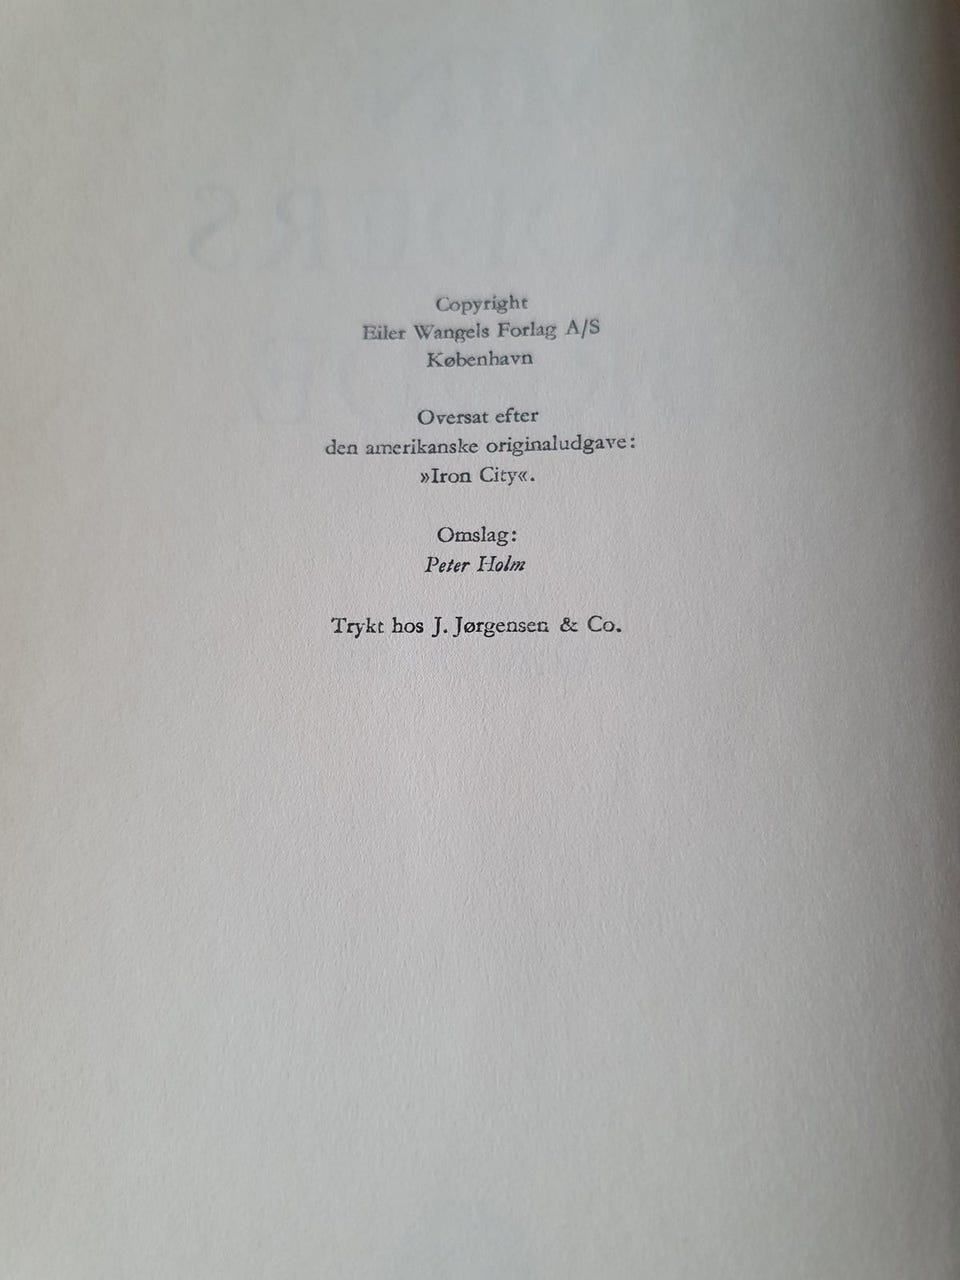 Copyright
Eiler Wangels Forlag A/S
København
Oversat efter
den amerikanske originaludgave:
»Iron City«.
Omslag:
Peter Holm
Trykt hos J. Jørgensen & Co.